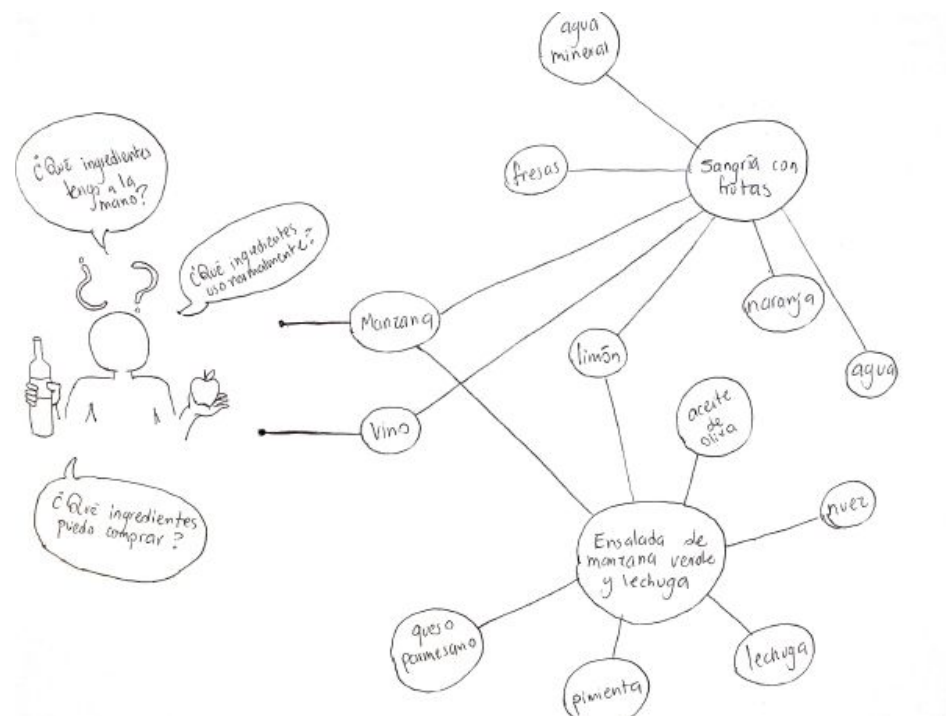 ¿Qué ingredientes
tengo a la
mano?
¿Qué ingredientes
uso normalmente?
¿Qué ingredientes
puedo comprar?
Manzana
Vino
agua
mineral
fresas
Sangría con
frutas
naranja
limón
agua
aceite
de
oliva
nuez
Ensalada de
manzana verde
y lechuga
queso
parmesano
pimienta
lechuga